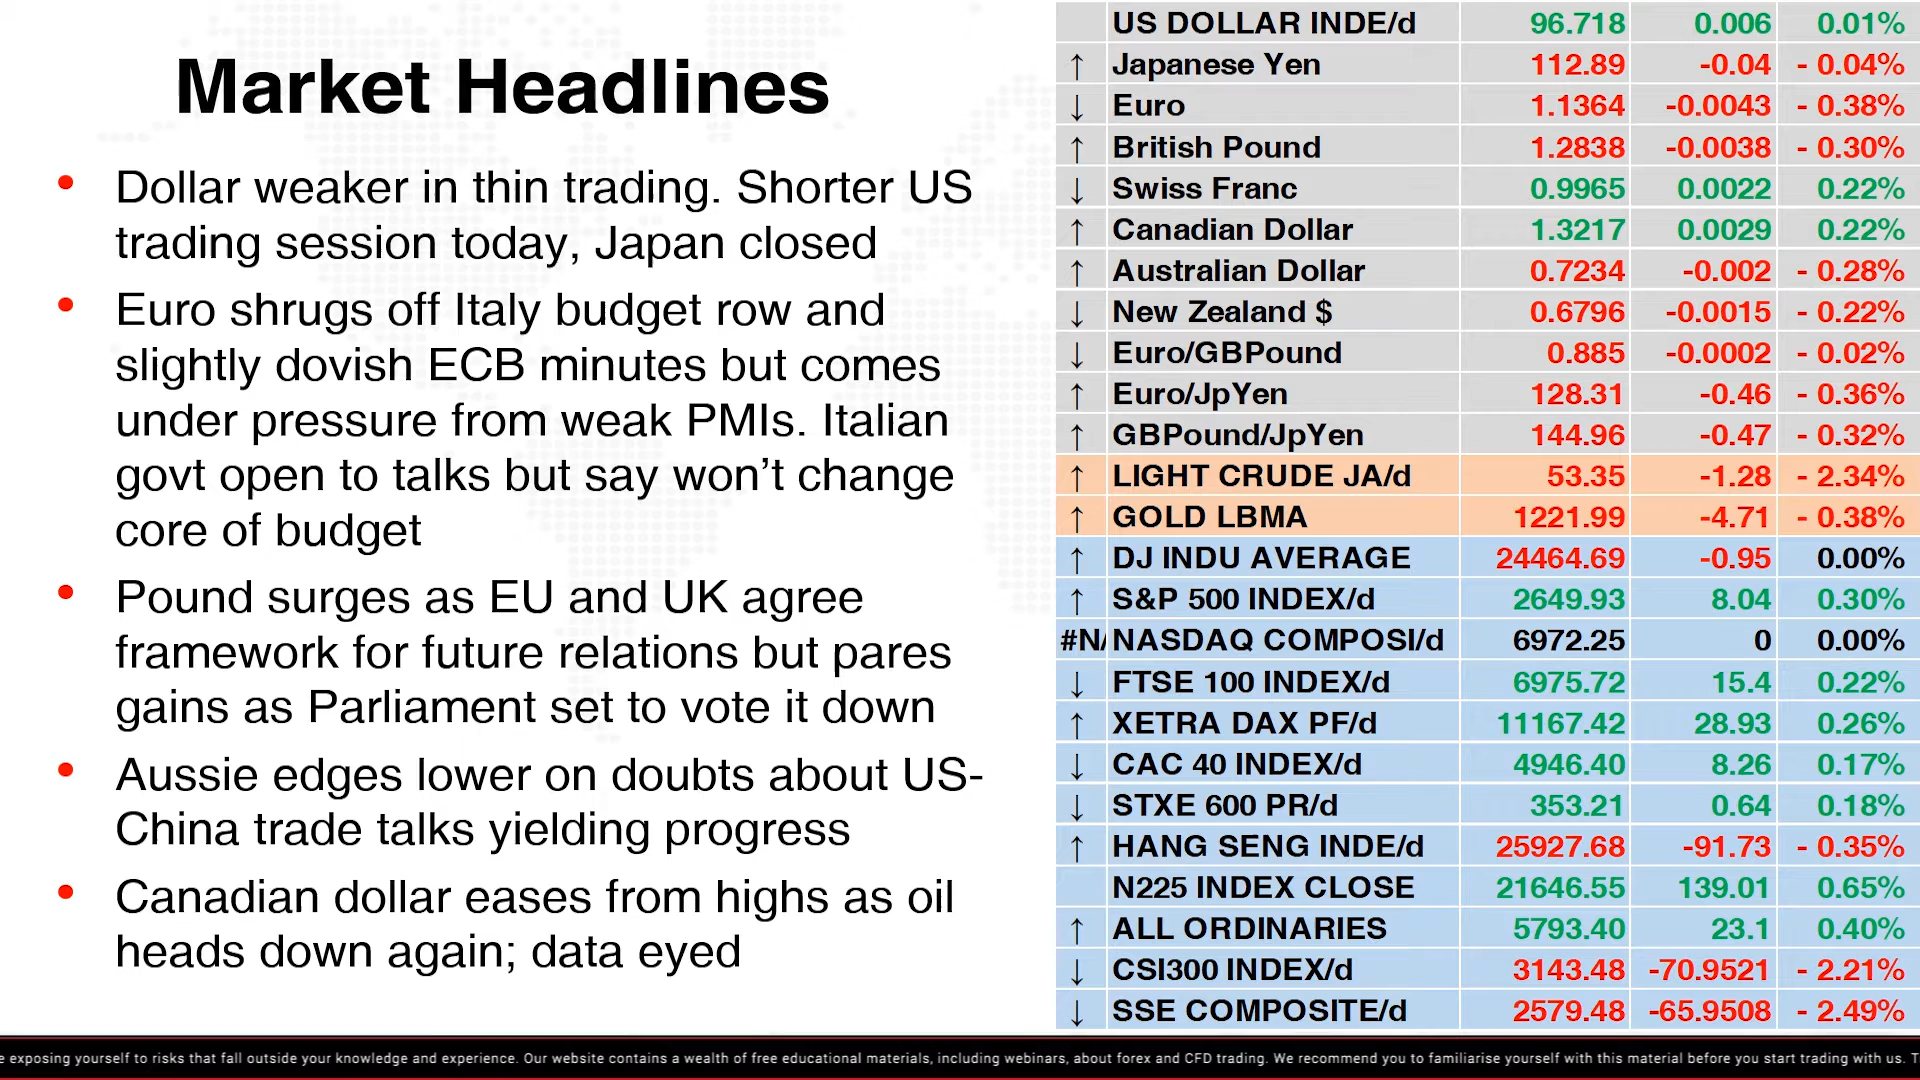 Market Headlines
• Dollar weaker in thin trading. Shorter US
trading session today, Japan closed
• Euro shrugs off Italy budget row and
slightly dovish ECB minutes but comes
under pressure from weak PMIs. Italian
govt open to talks but say won’t change
core of budget
• Pound surges as EU and UK agree
framework for future relations but pares
gains as Parliament set to vote it down
• Aussie edges lower on doubts about US-
China trade talks yielding progress
• Canadian dollar eases from highs as oil
heads down again; data eyed
US DOLLAR INDE/d 96.718 0.006 0.01%
↑ Japanese Yen 112.89 -0.04 - 0.04%
↓ Euro 1.1364 -0.0043 - 0.38%
↑ British Pound 1.2838 -0.0038 - 0.30%
↓ Swiss Franc 0.9965 0.0022 0.22%
↑ Canadian Dollar 1.3217 0.0029 0.22%
↑ Australian Dollar 0.7234 -0.002 - 0.28%
↓ New Zealand $ 0.6796 -0.0015 - 0.22%
↓ Euro/GBPound 0.885 -0.0002 - 0.02%
↑ Euro/JpYen 128.31 -0.46 - 0.36%
↑ GBPound/JpYen 144.96 -0.47 - 0.32%
↑ LIGHT CRUDE JA/d 53.35 -1.28 - 2.34%
↑ GOLD LBMA 1221.99 -4.71 - 0.38%
↑ DJ INDU AVERAGE 24464.69 -0.95 0.00%
↑ S&P 500 INDEX/d 2649.93 8.04 0.30%
#N/ NASDAQ COMPOSI/d 6972.25 0 0.00%
↓ FTSE 100 INDEX/d 6975.72 15.4 0.22%
↑ XETRA DAX PF/d 11167.42 28.93 0.26%
↓ CAC 40 INDEX/d 4946.40 8.26 0.17%
↓ STXE 600 PR/d 353.21 0.64 0.18%
↑ HANG SENG INDE/d 25927.68 -91.73 - 0.35%
N225 INDEX CLOSE 21646.55 139.01 0.65%
↑ ALL ORDINARIES 5793.40 23.1 0.40%
↓ CSI300 INDEX/d 3143.48 -70.9521 - 2.21%
↓ SSE COMPOSITE/d 2579.48 -65.9508 - 2.49%
e exposing yourself to risks that fall outside your knowledge and experience. Our website contains a wealth of free educational materials, including webinars, about forex and CFD trading. We recommend you to familiarise yourself with this material before you start trading with us. T